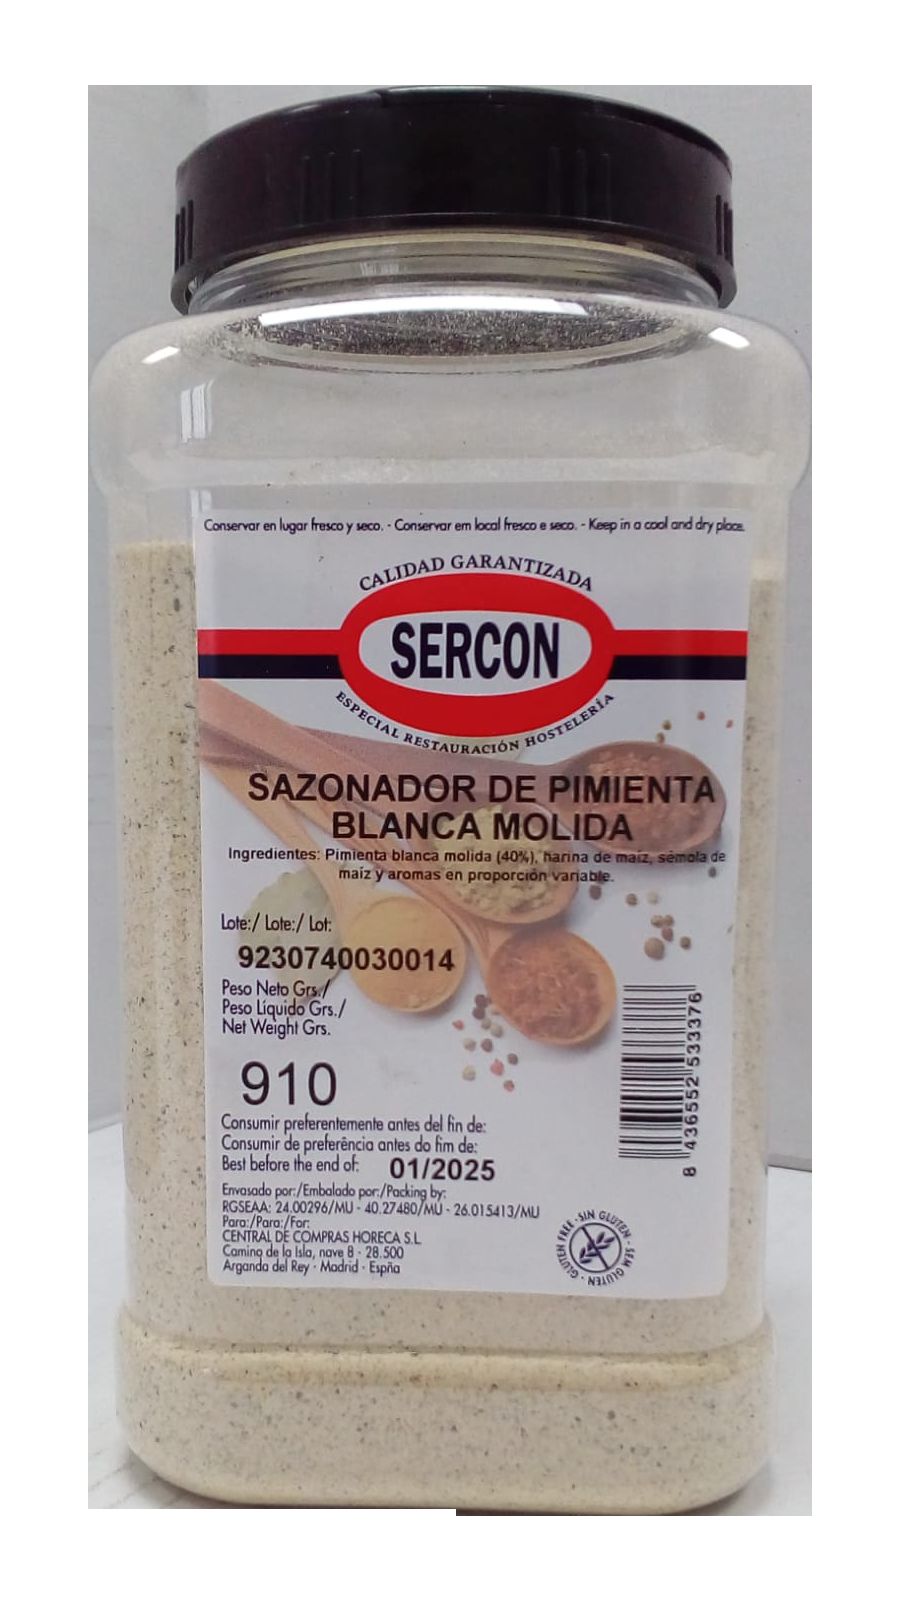 Conservar en lugar fresco y seco. - Conservar em local fresco e seco. - Keep in a cool and dry place.
CALIDAD GARANTIZADA
SERCON
ESPECIAL RESTAURACIÓN HOSTELERÍA
SAZONADOR DE PIMIENTA
BLANCA MOLIDA
Ingredientes: Pimienta blanca molida (40%), harina de maíz, sémola de
maíz y aromas en proporción variable.
Lote:/ Lote:/ Lot:
9230740030014
Peso Neto Grs./
Peso Líquido Grs./
Net Weight Grs.
910
Consumir preferentemente antes del fin de:
Consumir de preferência antes do fim de:
Best before the end of: 01/2025
Envasado por:/Embalado por:/Packing by:
RGSEAA: 24.00296/MU - 40.27480/MU - 26.015413/MU
Para:/Para:/For:
CENTRAL DE COMPRAS HORECA S.L
Camino de la Isla, nave 8 - 28.500
Arganda del Rey - Madrid - Espña
8 436552 533376
GLUTEN FREE - SIN GLUTEN - SEM GLUTEN -